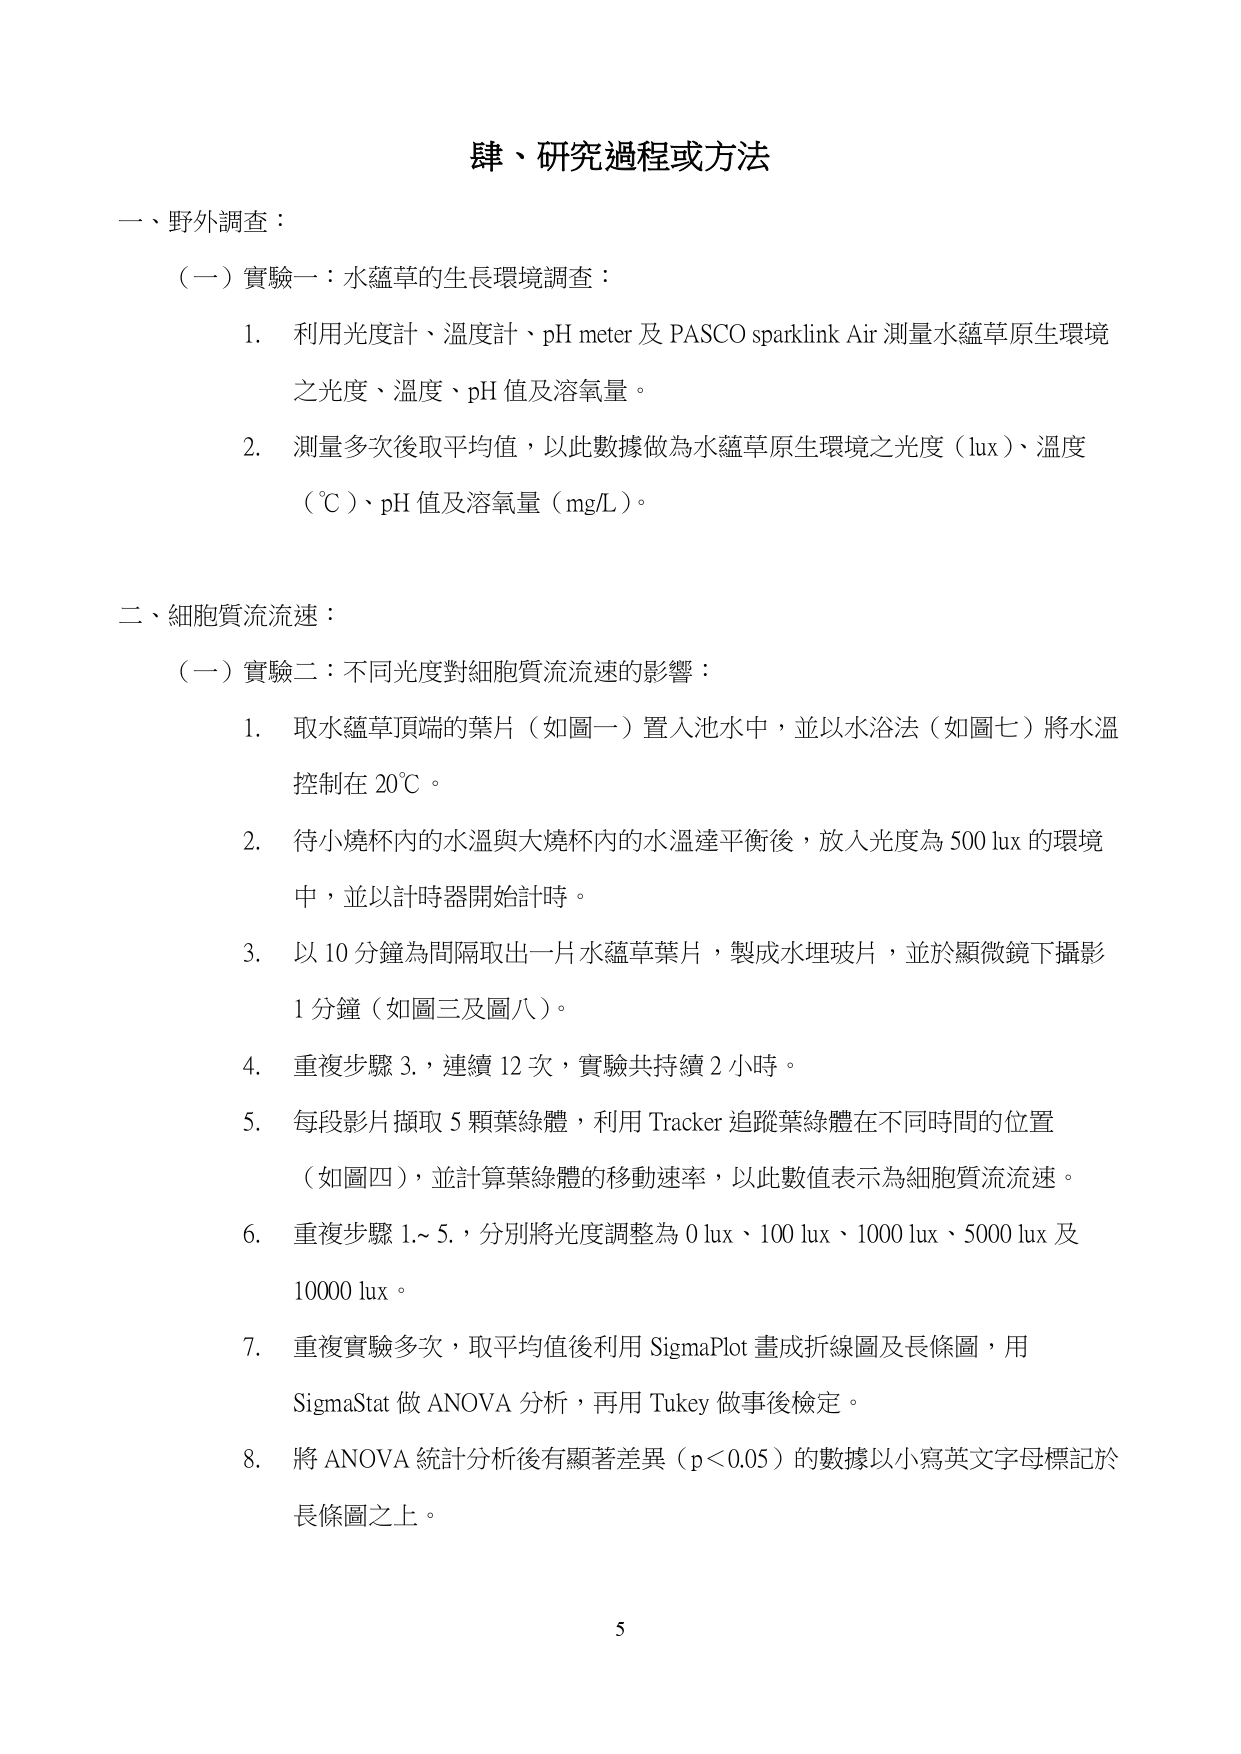 肆、研究過程或方法
一、野外調查：
（一）實驗一：水蘊草的生長環境調查：
1. 利用光度計、溫度計、pH meter 及 PASCO sparklink Air 測量水蘊草原生環境
之光度、溫度、pH 值及溶氧量。
2. 測量多次後取平均值，以此數據做為水蘊草原生環境之光度（lux）、溫度
（℃）、pH 值及溶氧量（mg/L）。
二、細胞質流流速：
（一）實驗二：不同光度對細胞質流流速的影響：
1. 取水蘊草頂端的葉片（如圖一）置入池水中，並以水浴法（如圖七）將水溫
控制在 20℃。
2. 待小燒杯內的水溫與大燒杯內的水溫達平衡後，放入光度為 500 lux 的環境
中，並以計時器開始計時。
3. 以 10 分鐘為間隔取出一片水蘊草葉片，製成水埋玻片，並於顯微鏡下攝影
1 分鐘（如圖三及圖八）。
4. 重複步驟 3.，連續 12 次，實驗共持續 2 小時。
5. 每段影片擷取 5 顆葉綠體，利用 Tracker 追蹤葉綠體在不同時間的位置
（如圖四），並計算葉綠體的移動速率，以此數值表示為細胞質流流速。
6. 重複步驟 1.~ 5.，分別將光度調整為 0 lux、100 lux、1000 lux、5000 lux 及
10000 lux。
7. 重複實驗多次，取平均值後利用 SigmaPlot 畫成折線圖及長條圖，用
SigmaStat 做 ANOVA 分析，再用 Tukey 做事後檢定。
8. 將 ANOVA 統計分析後有顯著差異（p＜0.05）的數據以小寫英文字母標記於
長條圖之上。
5